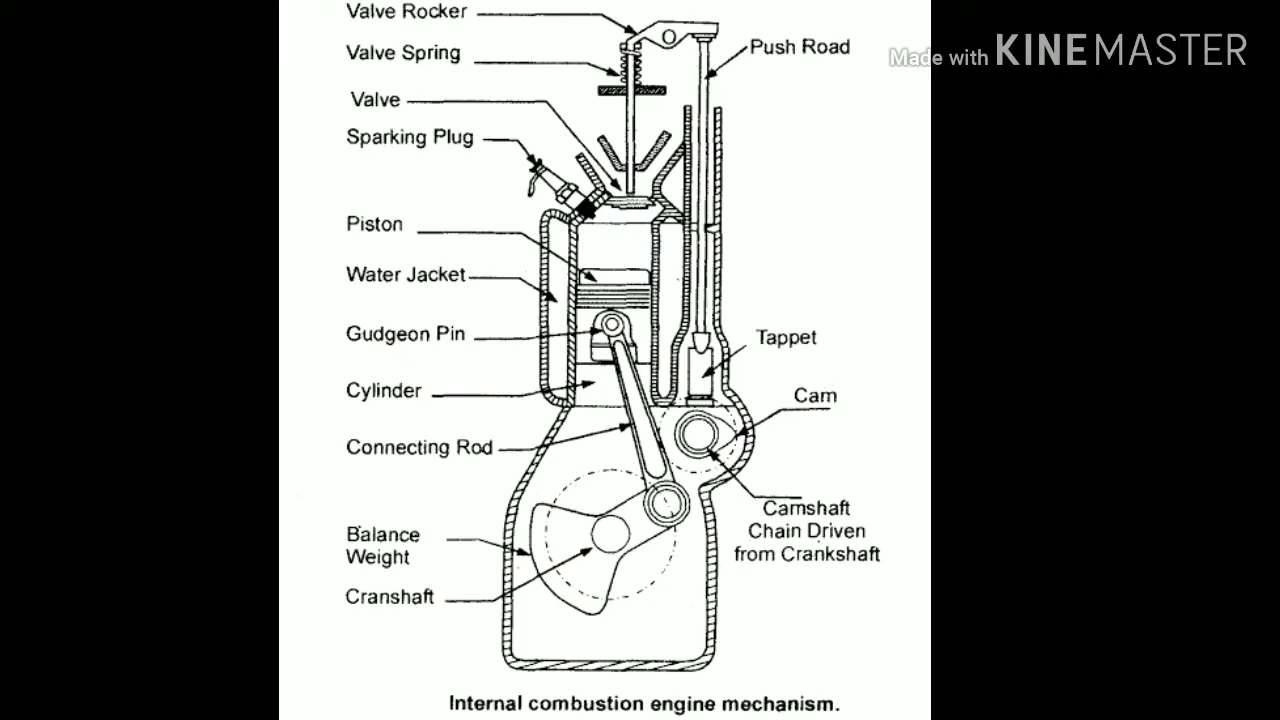 Valve Rocker
Valve Spring
Valve
Sparking Plug
Piston
Water Jacket
Gudgeon Pin
Cylinder
Connecting Rod
Balance
Weight
Cranshaft
Push Road
Tappet
Cam
Camshaft
Chain Driven
from Crankshaft
Internal combustion engine mechanism.
Made with KINEMASTER